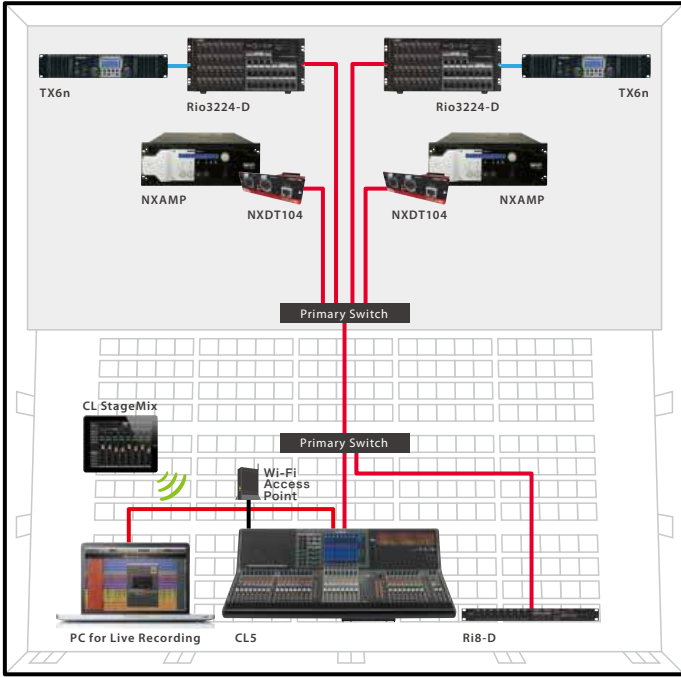 TX6n
Rio3224-D
Rio3224-D
TX6n
NXAMP
NXDT104
NXDT104
NXAMP
Primary Switch
CL StageMix
Primary Switch
Wi-Fi
Access
Point
PC for Live Recording
CL5
Ri8-D